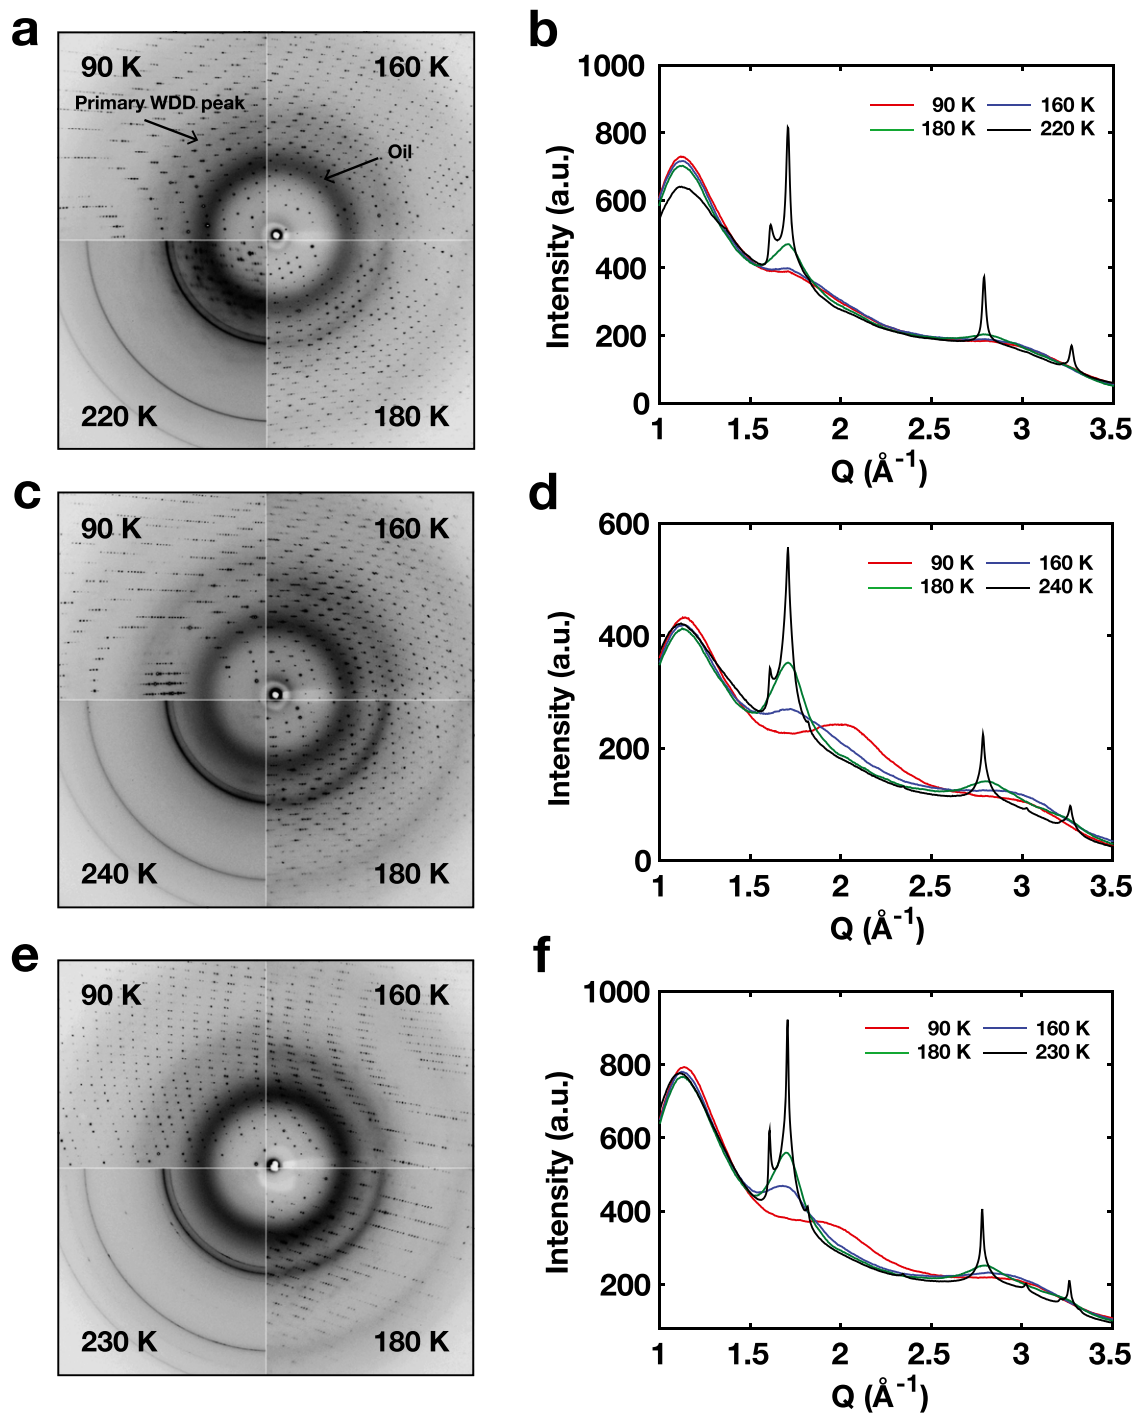 a
90 K 160 K
Primary WDD peak
Oil
220 K 180 K
b
1000
800
600
400
200
0
Intensity (a.u.)
90 K 160 K
180 K 220 K
1 1.5 2 2.5 3 3.5
Q (Å⁻¹)
c
90 K 160 K
240 K 180 K
d
600
400
200
0
Intensity (a.u.)
90 K 160 K
180 K 240 K
1 1.5 2 2.5 3 3.5
Q (Å⁻¹)
e
90 K 160 K
230 K 180 K
f
1000
800
600
400
200
Intensity (a.u.)
90 K 160 K
180 K 230 K
1 1.5 2 2.5 3 3.5
Q (Å⁻¹)